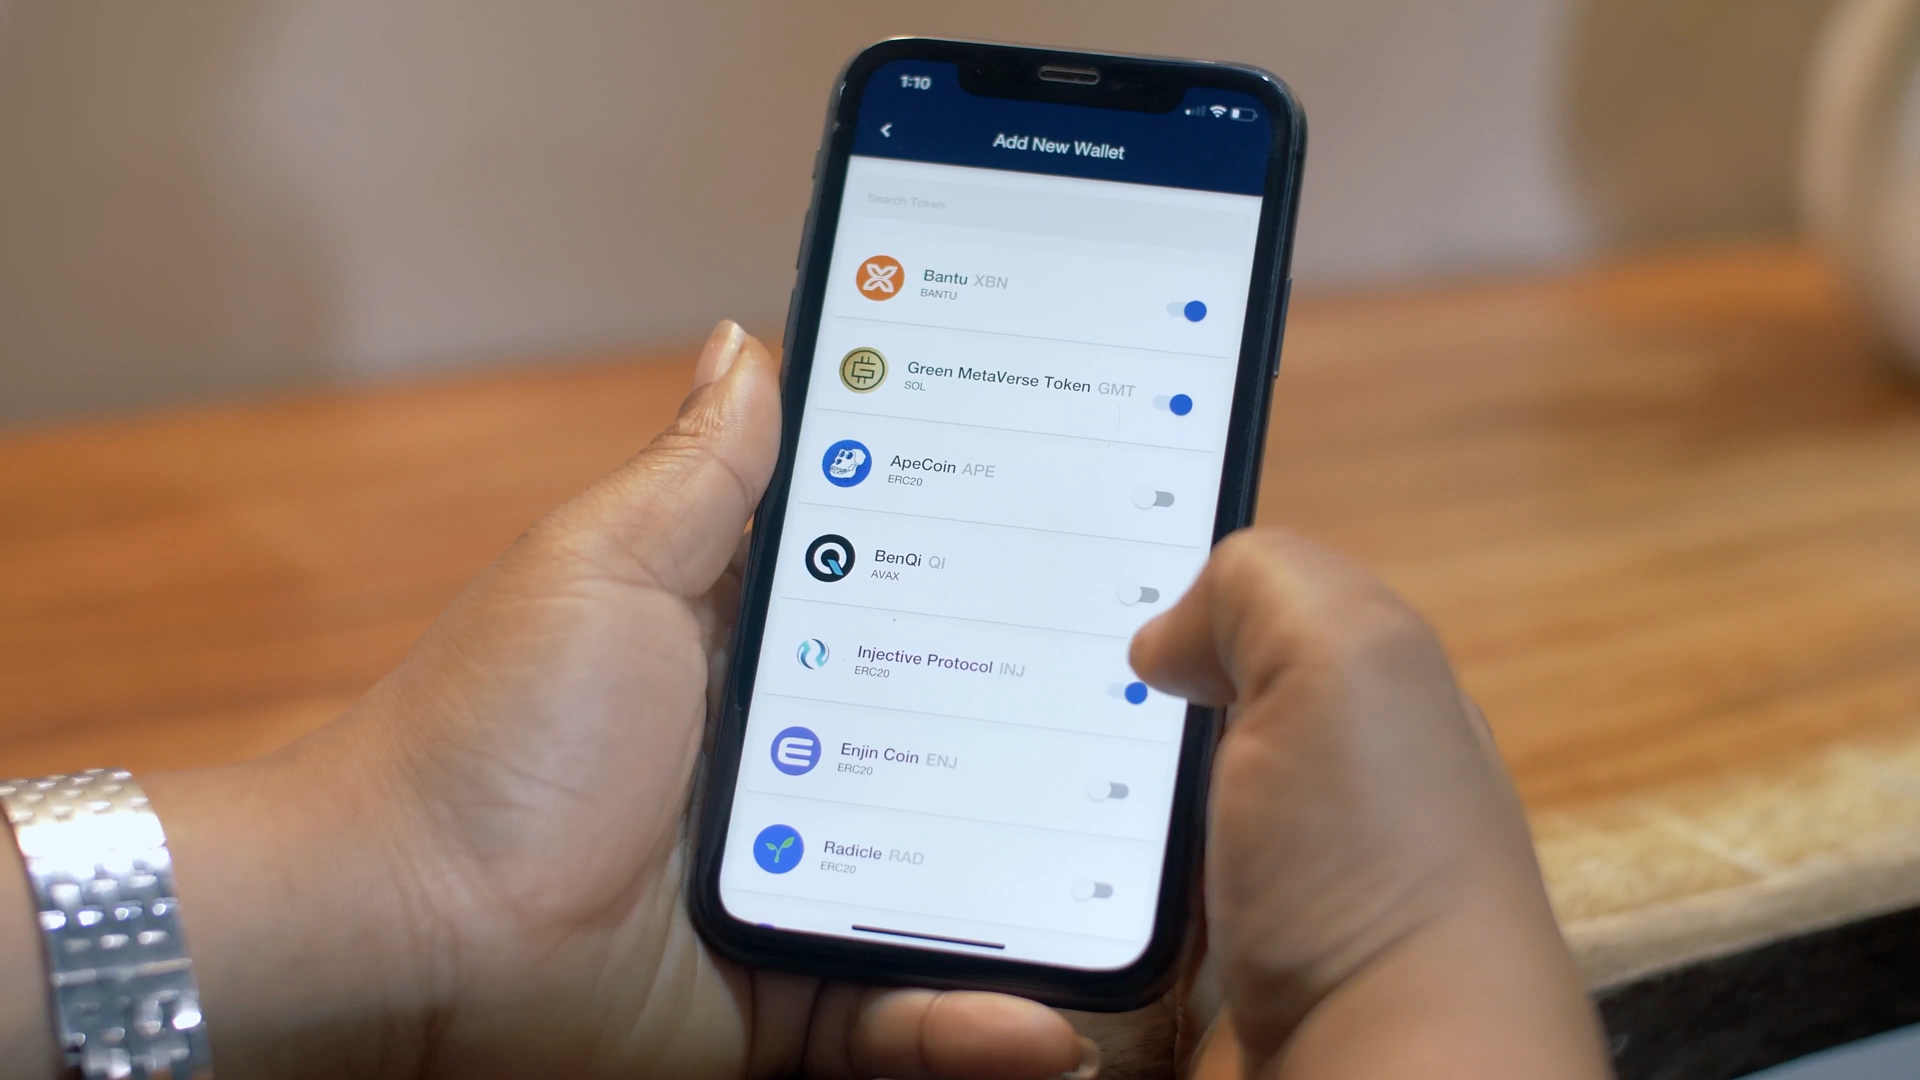 1:10
Add New Wallet
Search Token
Bantu XBN
BANTU
Green MetaVerse Token GMT
SOL
ApeCoin APE
ERC20
BenQi QI
AVAX
Injective Protocol INJ
ERC20
Enjin Coin ENJ
ERC20
Radicle RAD
ERC20